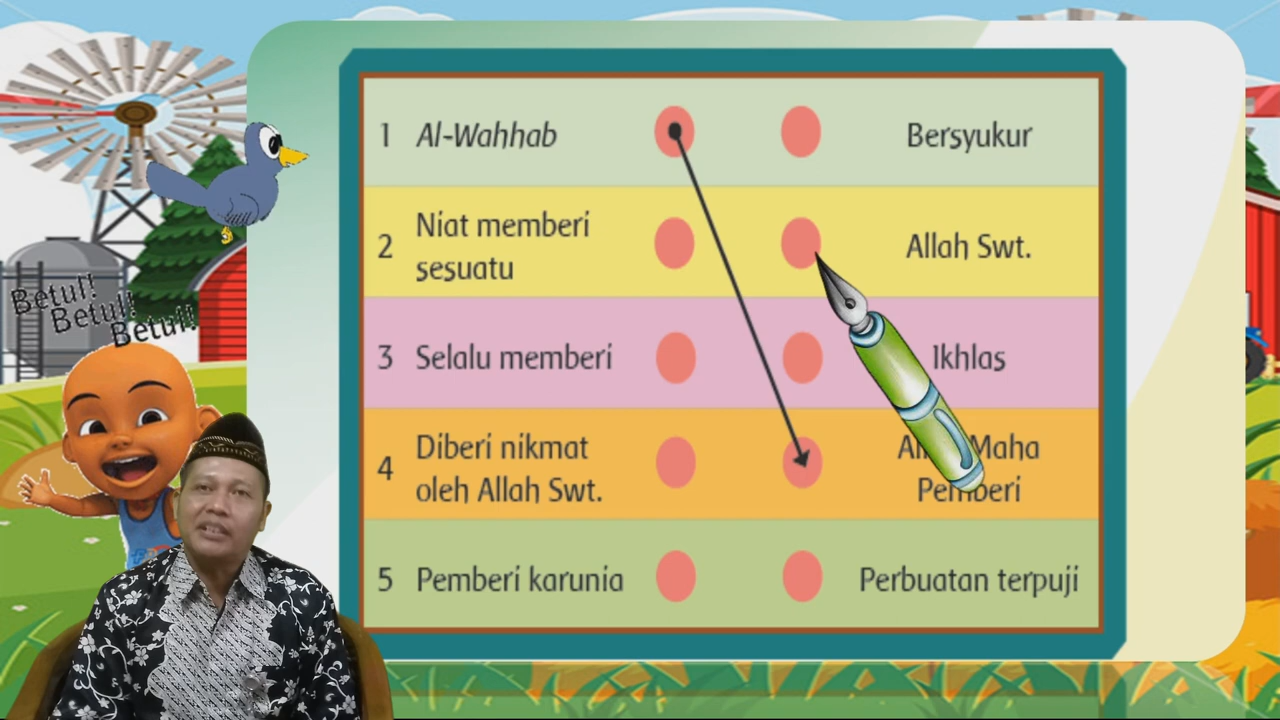 1 Al-Wahhab Bersyukur
2 Niat memberi
sesuatu Allah Swt.
3 Selalu memberi Ikhlas
4 Diberi nikmat
oleh Allah Swt. Maha
Pemberi
5 Pemberi karunia Perbuatan terpuji
Betul!
Betul!
Betul!